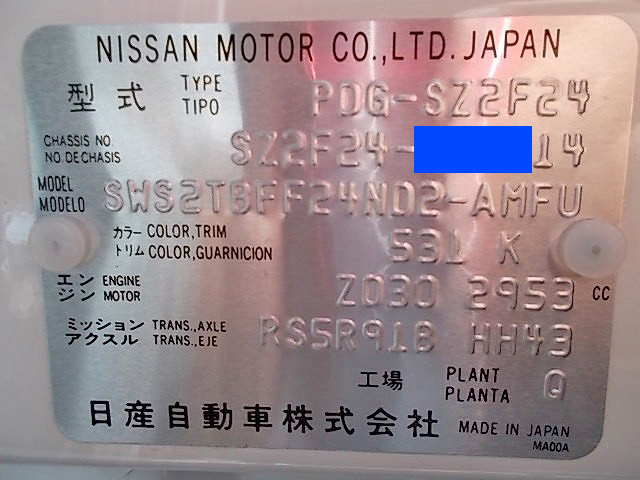 NISSAN MOTOR CO.,LTD. JAPAN
型式 TYPE TIPO PDG-SZ2F24
CHASSIS NO. NO. DE CHASIS SZ2F24- 14
MODEL MODELO SWS2TBFF24ND2-AMFU
カラー COLOR,TRIM トリム COLOR,GUARNICION 531 K
エンジン ENGINE MOTOR ZD30 2953 CC
ミッション TRANS.,AXLE アクスル TRANS.,EJE RS5R91B HH43
工場 PLANT PLANTA Q
日産自動車株式会社 MADE IN JAPAN
MA00A